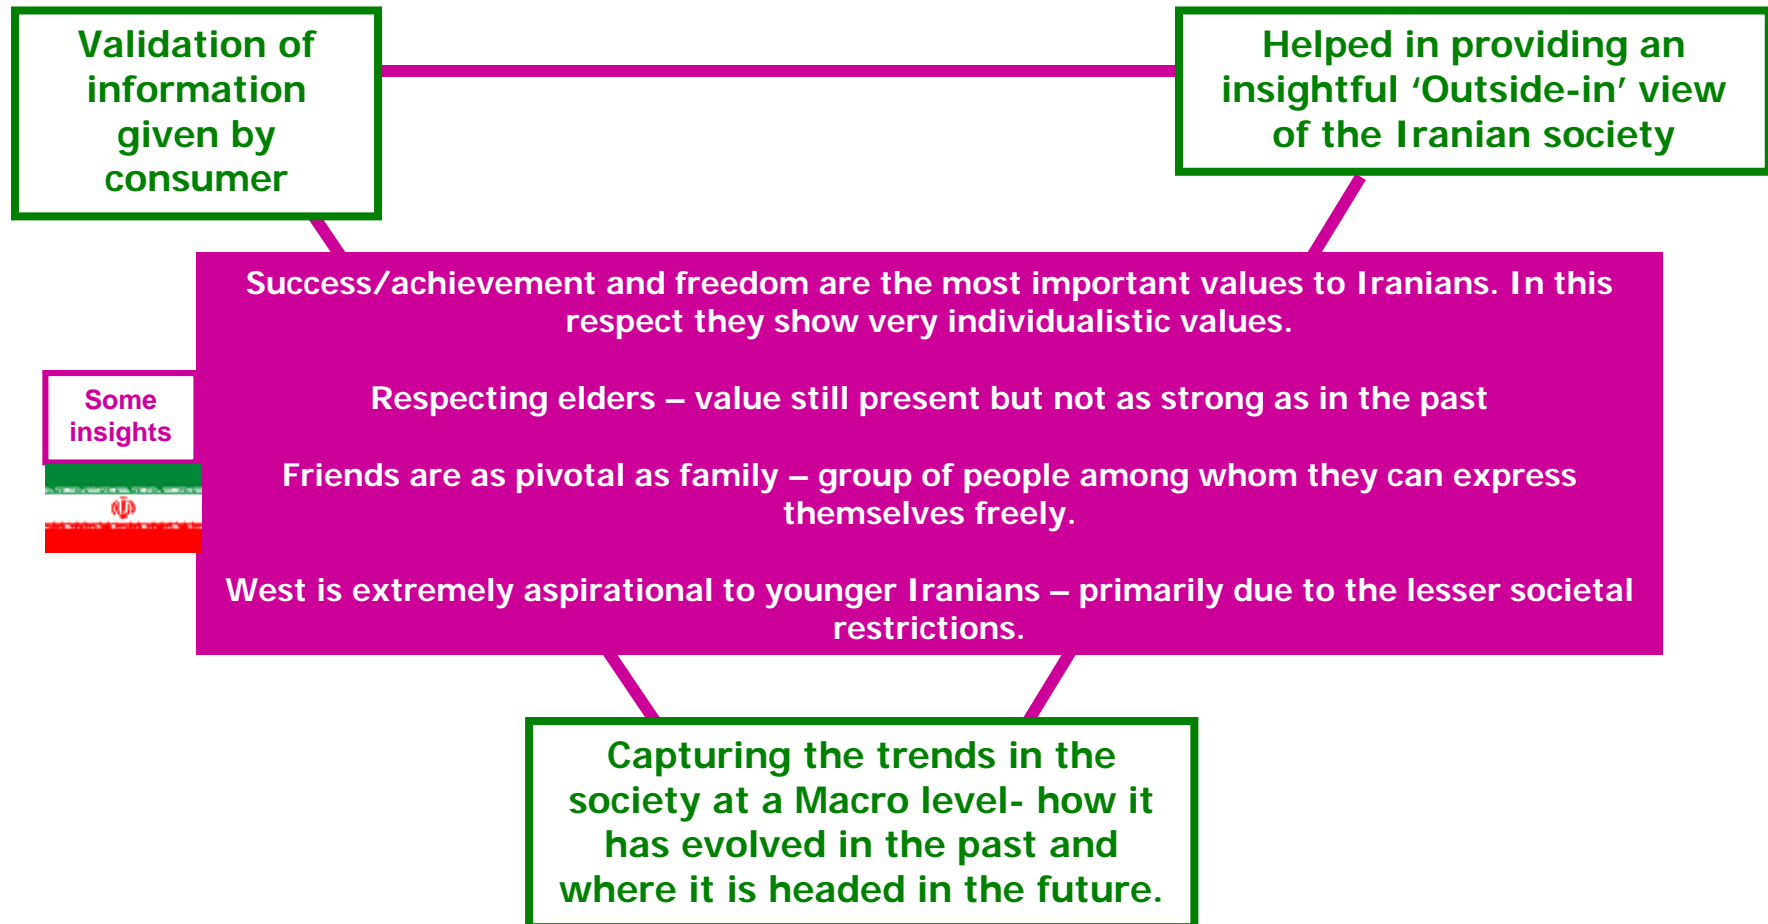 Validation of
information
given by
consumer
Helped in providing an
insightful ‘Outside-in’ view
of the Iranian society
Success/achievement and freedom are the most important values to Iranians. In this
respect they show very individualistic values.
Respecting elders – value still present but not as strong as in the past
Friends are as pivotal as family – group of people among whom they can express
themselves freely.
West is extremely aspirational to younger Iranians – primarily due to the lesser societal
restrictions.
Some
insights
Capturing the trends in the
society at a Macro level- how it
has evolved in the past and
where it is headed in the future.